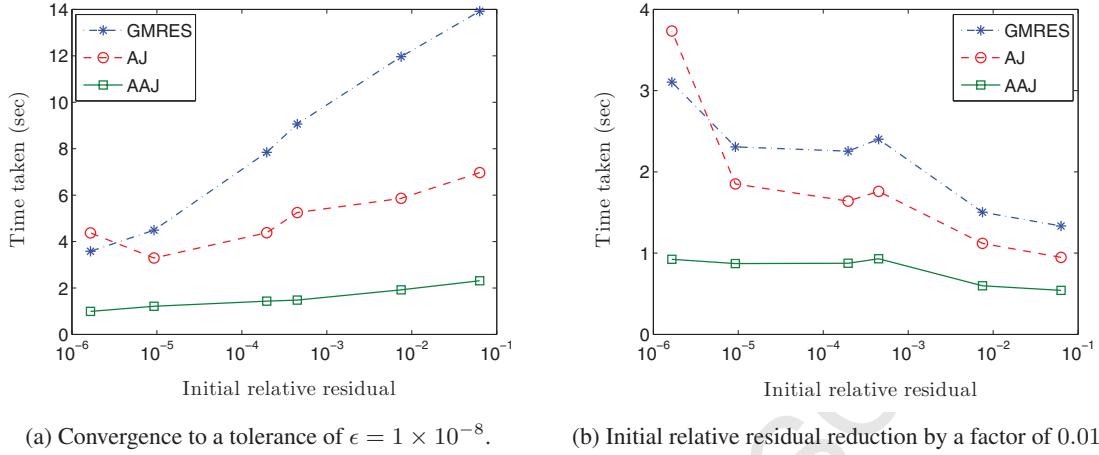 14
12
10
8
6
4
2
0
Time taken (sec)
GMRES
AJ
AAJ
10⁻⁶ 10⁻⁵ 10⁻⁴ 10⁻³ 10⁻² 10⁻¹
Initial relative residual
(a) Convergence to a tolerance of ϵ = 1 × 10⁻⁸.
4
3
2
1
0
Time taken (sec)
GMRES
AJ
AAJ
10⁻⁶ 10⁻⁵ 10⁻⁴ 10⁻³ 10⁻² 10⁻¹
Initial relative residual
(b) Initial relative residual reduction by a factor of 0.01